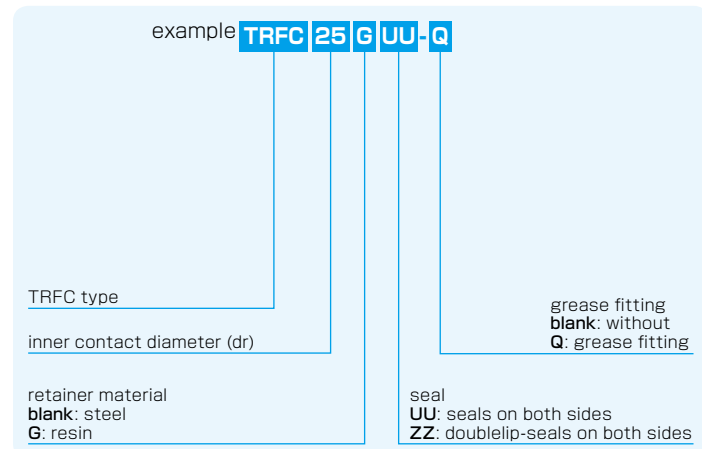 example TRFC 25 G UU-Q
TRFC type
inner contact diameter (dr)
retainer material
blank: steel
G: resin
grease fitting
blank: without
Q: grease fitting
seal
UU: seals on both sides
ZZ: doublelip-seals on both sides